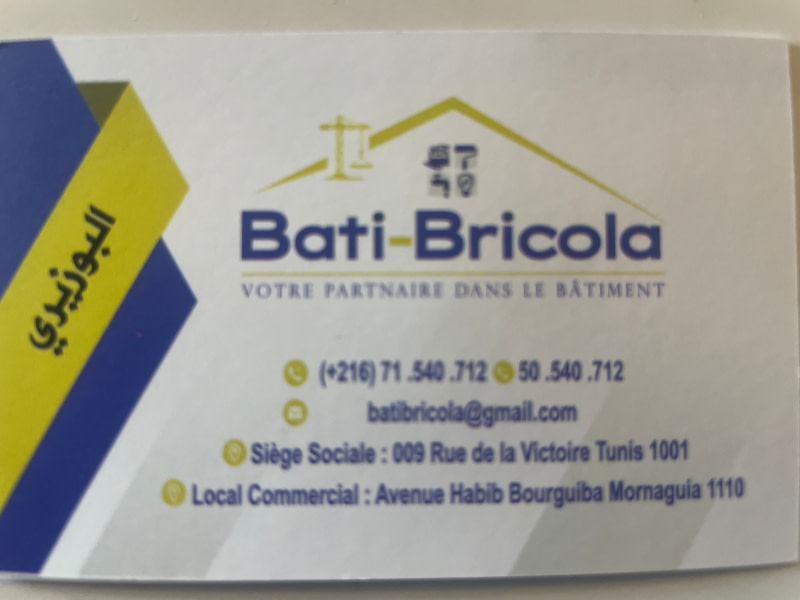 البوزيري
Bati-Bricola
VOTRE PARTNAIRE DANS LE BÂTIMENT
(+216) 71 .540 .712 50 .540 .712
batibricola@gmail.com
Siège Sociale : 009 Rue de la Victoire Tunis 1001
Local Commercial : Avenue Habib Bourguiba Mornaguia 1110